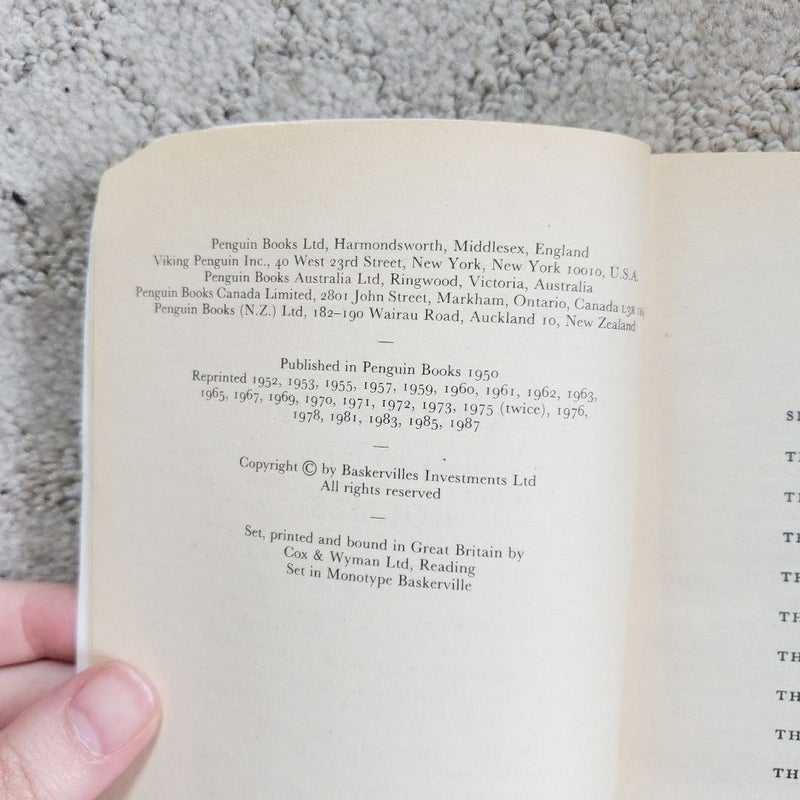 Penguin Books Ltd, Harmondsworth, Middlesex, England
Viking Penguin Inc., 40 West 23rd Street, New York, New York 10010, U.S.A.
Penguin Books Australia Ltd, Ringwood, Victoria, Australia
Penguin Books Canada Limited, 2801 John Street, Markham, Ontario, Canada L3R
Penguin Books (N.Z.) Ltd, 182–190 Wairau Road, Auckland 10, New Zealand
—
Published in Penguin Books 1950
Reprinted 1952, 1953, 1955, 1957, 1959, 1960, 1961, 1962, 1963,
1965, 1967, 1969, 1970, 1971, 1972, 1973, 1975 (twice), 1976,
1978, 1981, 1983, 1985, 1987
—
Copyright © by Baskervilles Investments Ltd
All rights reserved
—
Set, printed and bound in Great Britain by
Cox & Wyman Ltd, Reading
Set in Monotype Baskerville